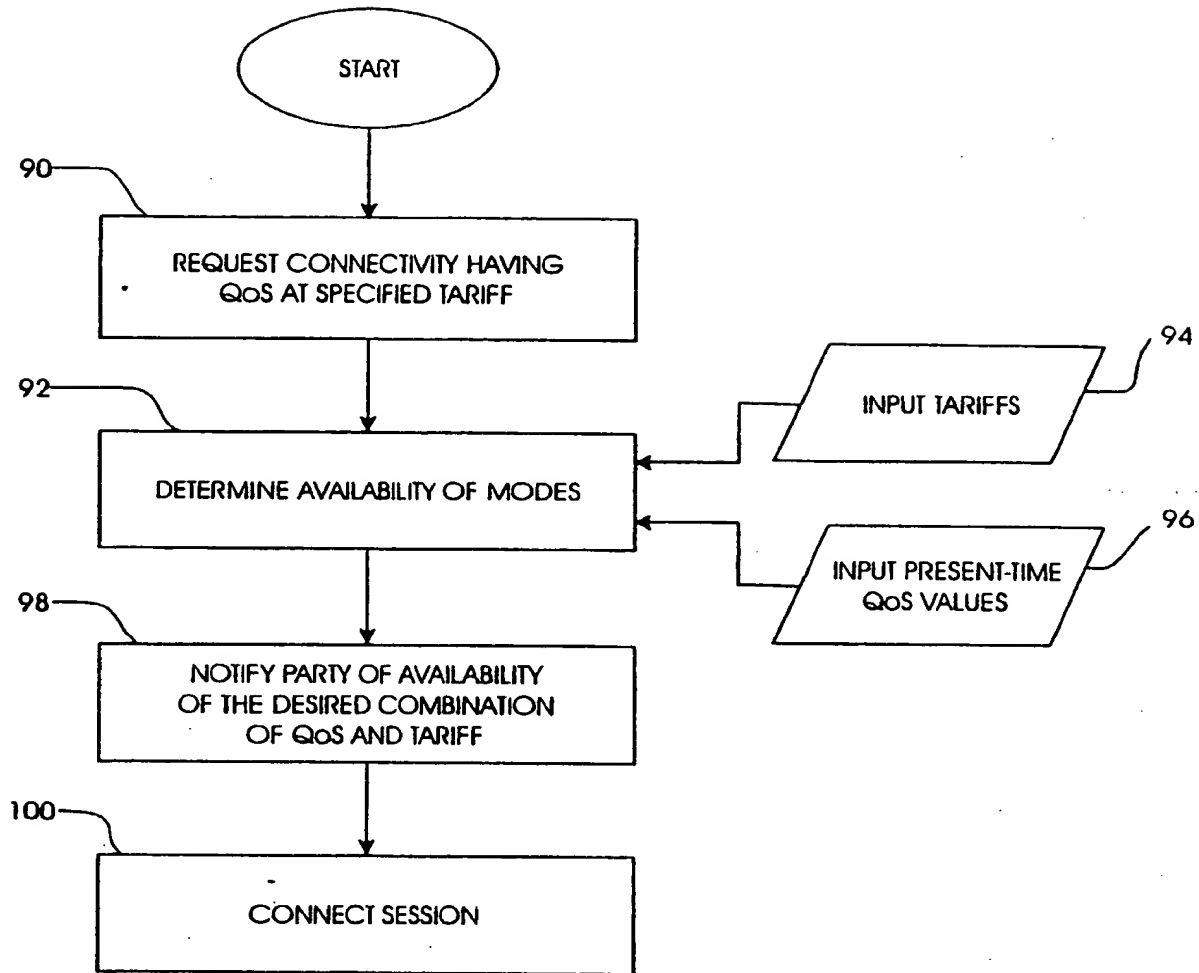 START
90
REQUEST CONNECTIVITY HAVING
QoS AT SPECIFIED TARIFF
92
DETERMINE AVAILABILITY OF MODES
94
INPUT TARIFFS
96
INPUT PRESENT-TIME
QoS VALUES
98
NOTIFY PARTY OF AVAILABILITY
OF THE DESIRED COMBINATION
OF QoS AND TARIFF
100
CONNECT SESSION